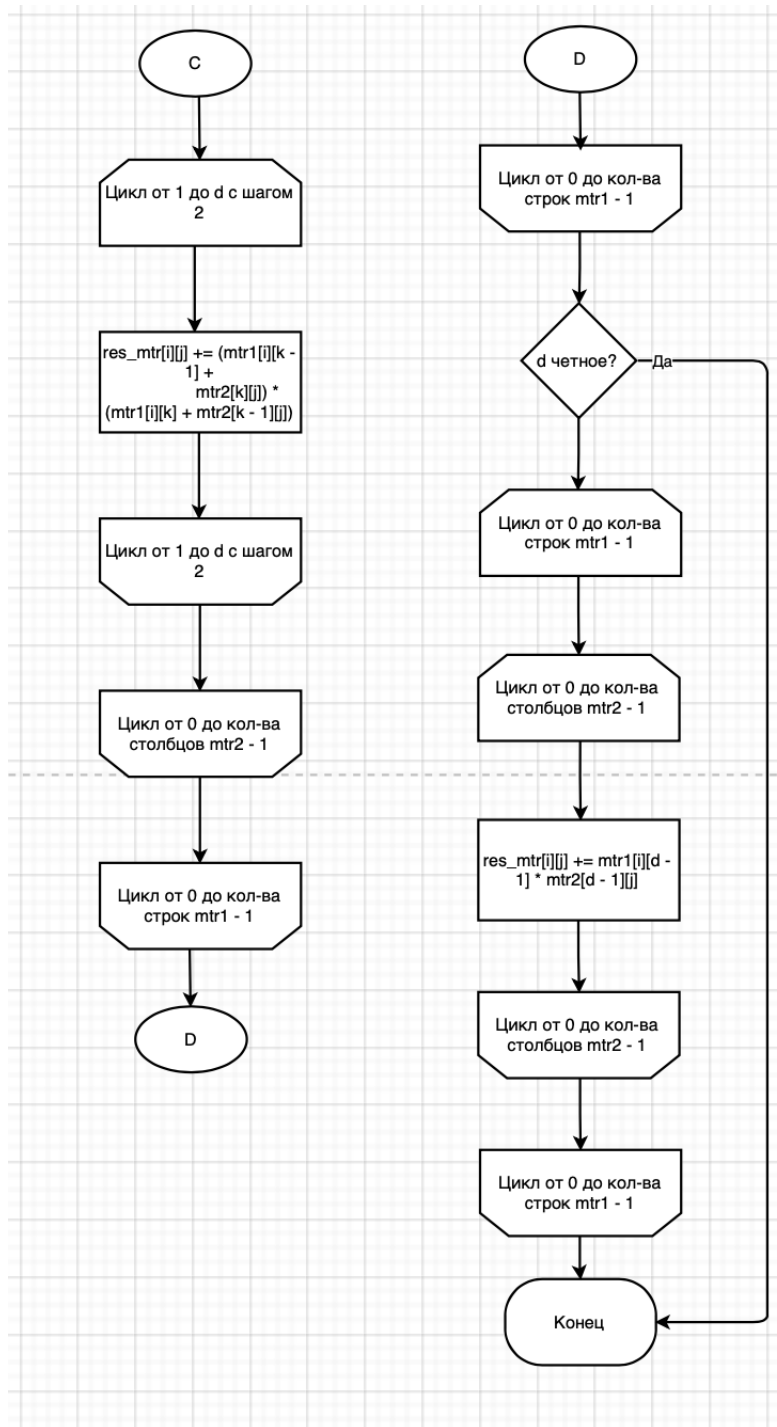 C
Цикл от 1 до d с шагом
2
res_mtr[i][j] += (mtr1[i][k -
1] +
mtr2[k][j]) *
(mtr1[i][k] + mtr2[k - 1][j])
Цикл от 1 до d с шагом
2
Цикл от 0 до кол-ва
столбцов mtr2 - 1
Цикл от 0 до кол-ва
строк mtr1 - 1
D
D
Цикл от 0 до кол-ва
строк mtr1 - 1
d четное?
Да
Цикл от 0 до кол-ва
строк mtr1 - 1
Цикл от 0 до кол-ва
столбцов mtr2 - 1
res_mtr[i][j] += mtr1[i][d -
1] * mtr2[d - 1][j]
Цикл от 0 до кол-ва
столбцов mtr2 - 1
Цикл от 0 до кол-ва
строк mtr1 - 1
Конец